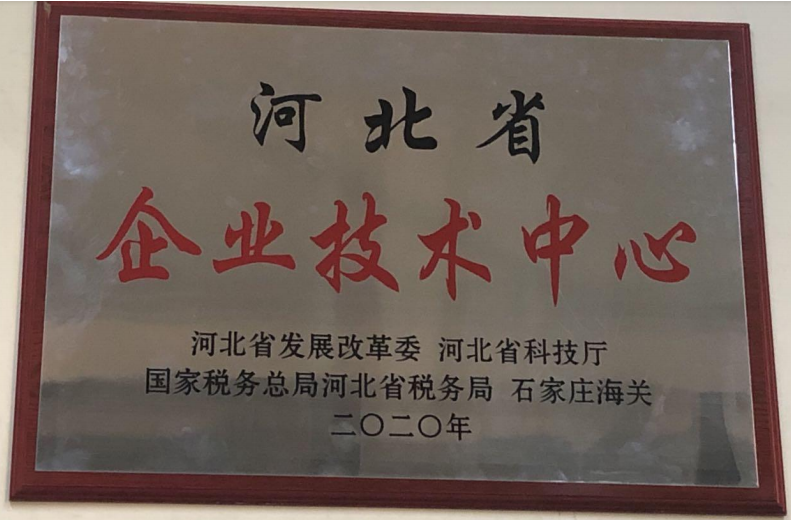 河北省
企业技术中心
河北省发展改革委 河北省科技厅
国家税务总局河北省税务局 石家庄海关
二〇二〇年